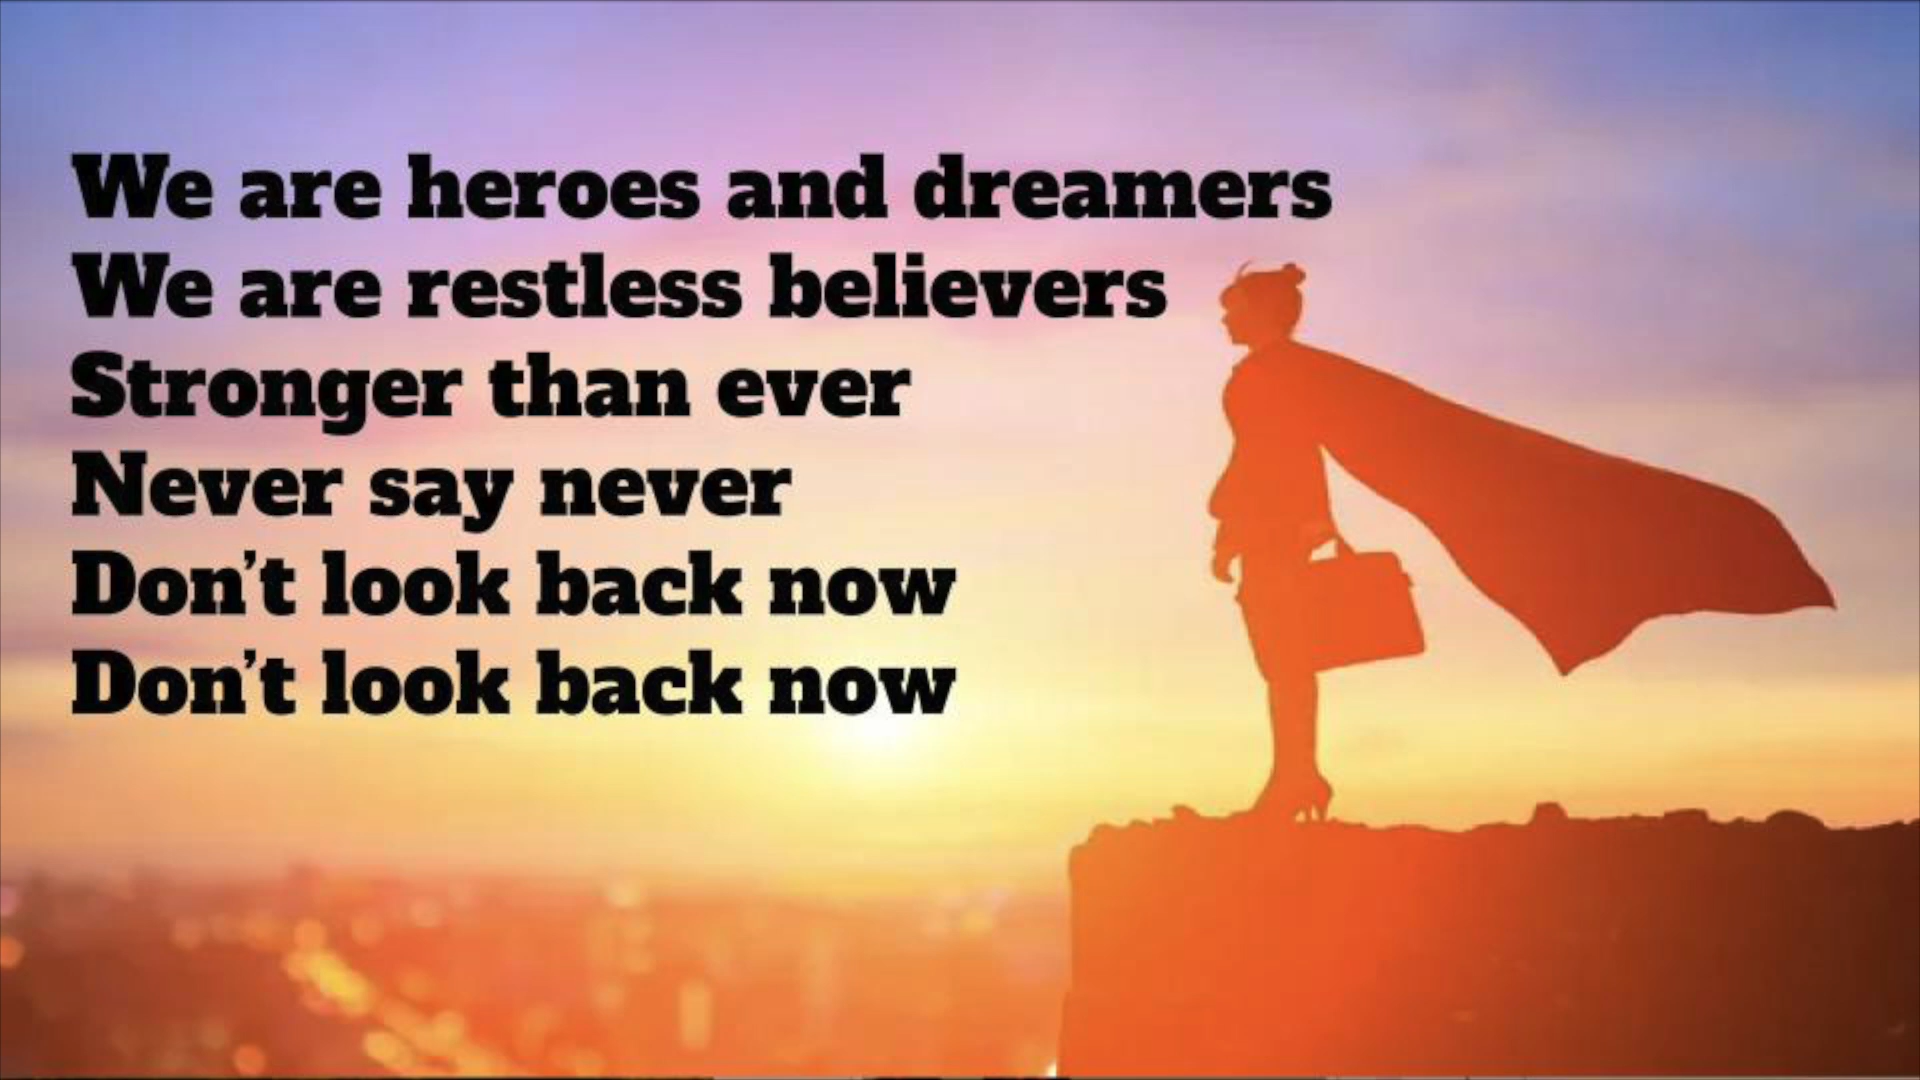 We are heroes and dreamers
We are restless believers
Stronger than ever
Never say never
Don’t look back now
Don’t look back now